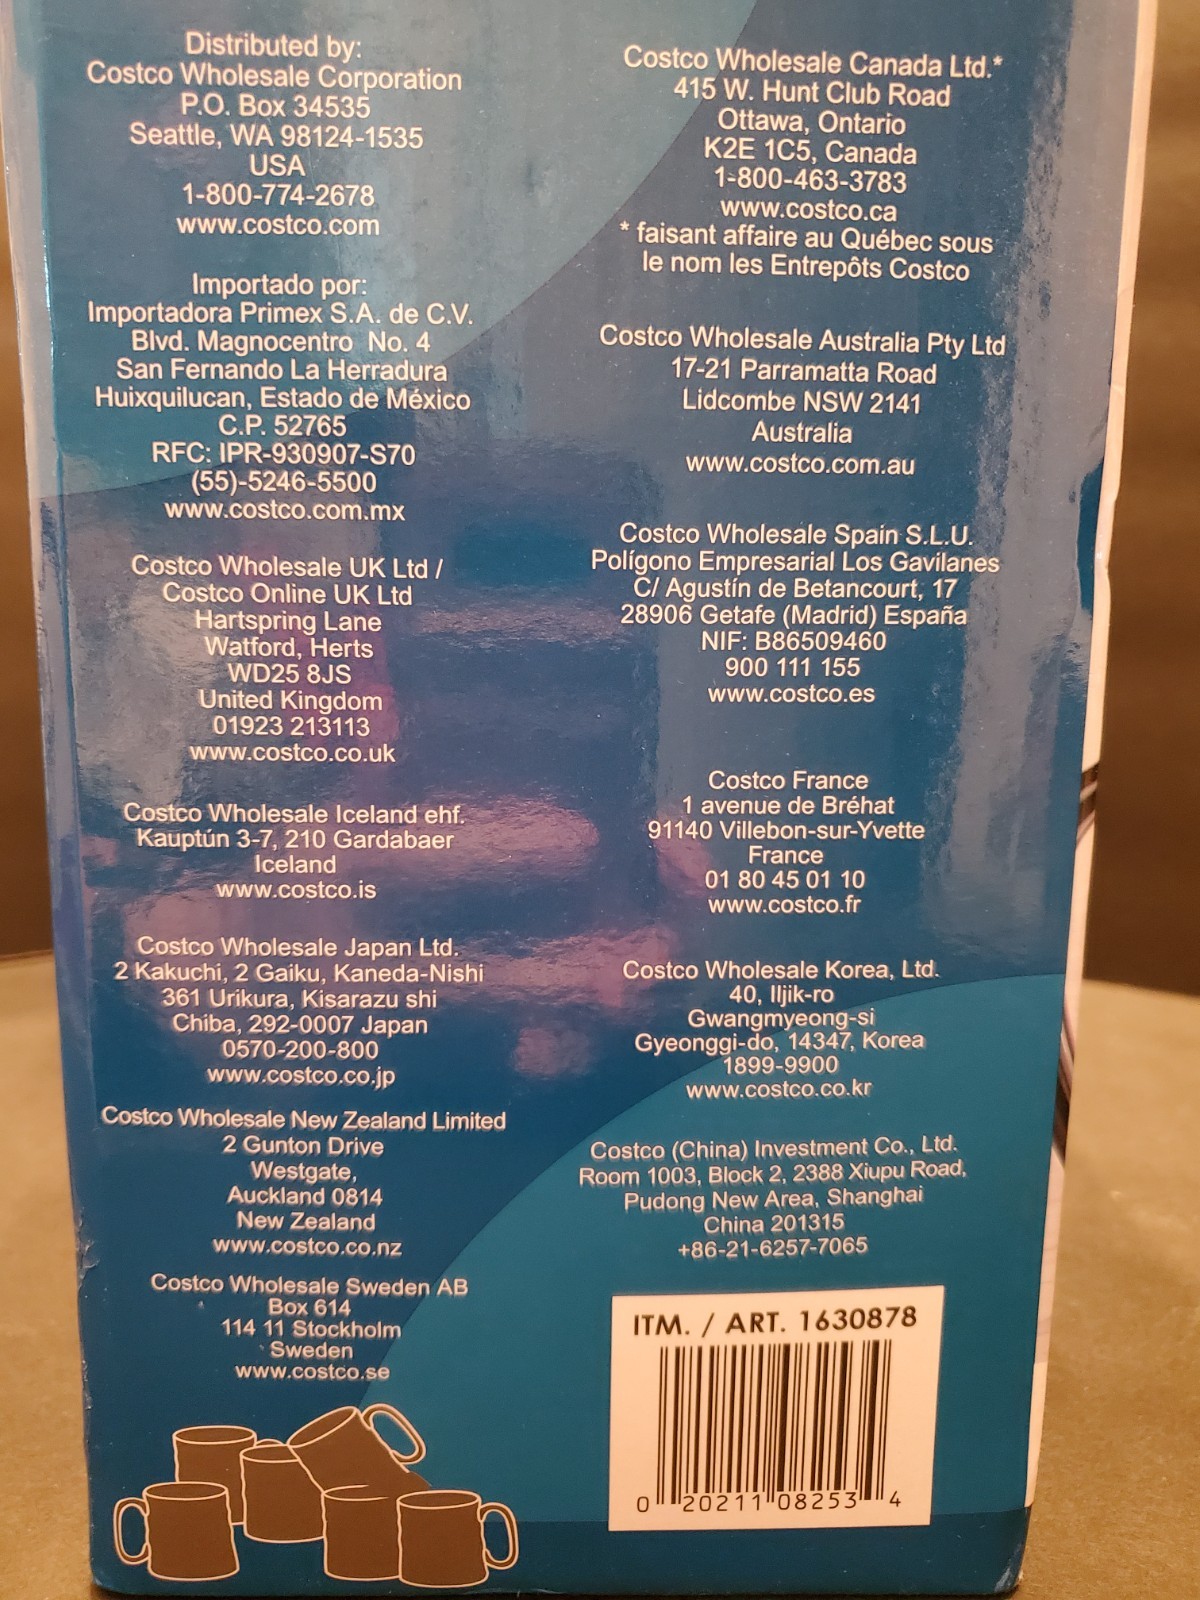 Distributed by:
Costco Wholesale Corporation
P.O. Box 34535
Seattle, WA 98124-1535
USA
1-800-774-2678
www.costco.com
Importado por:
Importadora Primex S.A. de C.V.
Blvd. Magnocentro No. 4
San Fernando La Herradura
Huixquilucan, Estado de México
C.P. 52765
RFC: IPR-930907-S70
(55)-5246-5500
www.costco.com.mx
Costco Wholesale UK Ltd /
Costco Online UK Ltd
Hartspring Lane
Watford, Herts
WD25 8JS
United Kingdom
01923 213113
www.costco.co.uk
Costco Wholesale Iceland ehf.
Kauptún 3-7, 210 Gardabaer
Iceland
www.costco.is
Costco Wholesale Japan Ltd.
2 Kakuchi, 2 Gaiku, Kaneda-Nishi
361 Urikura, Kisarazu shi
Chiba, 292-0007 Japan
0570-200-800
www.costco.co.jp
Costco Wholesale New Zealand Limited
2 Gunton Drive
Westgate,
Auckland 0814
New Zealand
www.costco.co.nz
Costco Wholesale Sweden AB
Box 614
114 11 Stockholm
Sweden
www.costco.se
Costco Wholesale Canada Ltd.*
415 W. Hunt Club Road
Ottawa, Ontario
K2E 1C5, Canada
1-800-463-3783
www.costco.ca
* faisant affaire au Québec sous
le nom les Entrepôts Costco
Costco Wholesale Australia Pty Ltd
17-21 Parramatta Road
Lidcombe NSW 2141
Australia
www.costco.com.au
Costco Wholesale Spain S.L.U.
Polígono Empresarial Los Gavilanes
C/ Agustín de Betancourt, 17
28906 Getafe (Madrid) España
NIF: B86509460
900 111 155
www.costco.es
Costco France
1 avenue de Bréhat
91140 Villebon-sur-Yvette
France
01 80 45 01 10
www.costco.fr
Costco Wholesale Korea, Ltd.
40, Iljik-ro
Gwangmyeong-si
Gyeonggi-do, 14347, Korea
1899-9900
www.costco.co.kr
Costco (China) Investment Co., Ltd.
Room 1003, Block 2, 2388 Xiupu Road,
Pudong New Area, Shanghai
China 201315
+86-21-6257-7065
ITM. / ART. 1630878
0 20211 08253 4